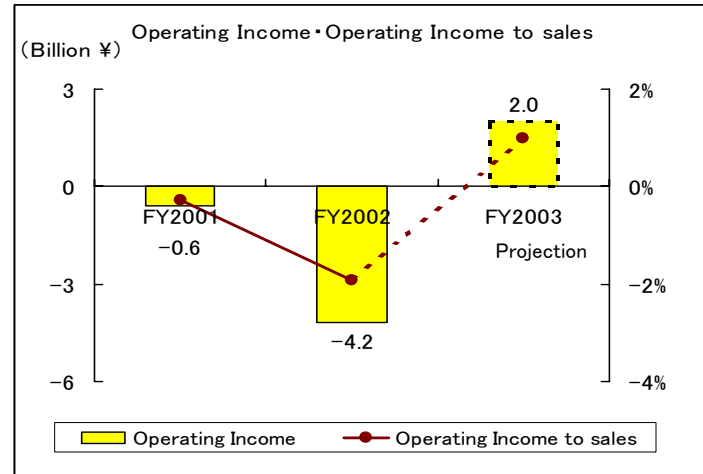 Operating Income・Operating Income to sales
(Billion ¥)
3
2%
2.0
0
0%
FY2001
FY2002
FY2003
-0.6
Projection
-3
-2%
-4.2
-6
-4%
Operating Income
Operating Income to sales